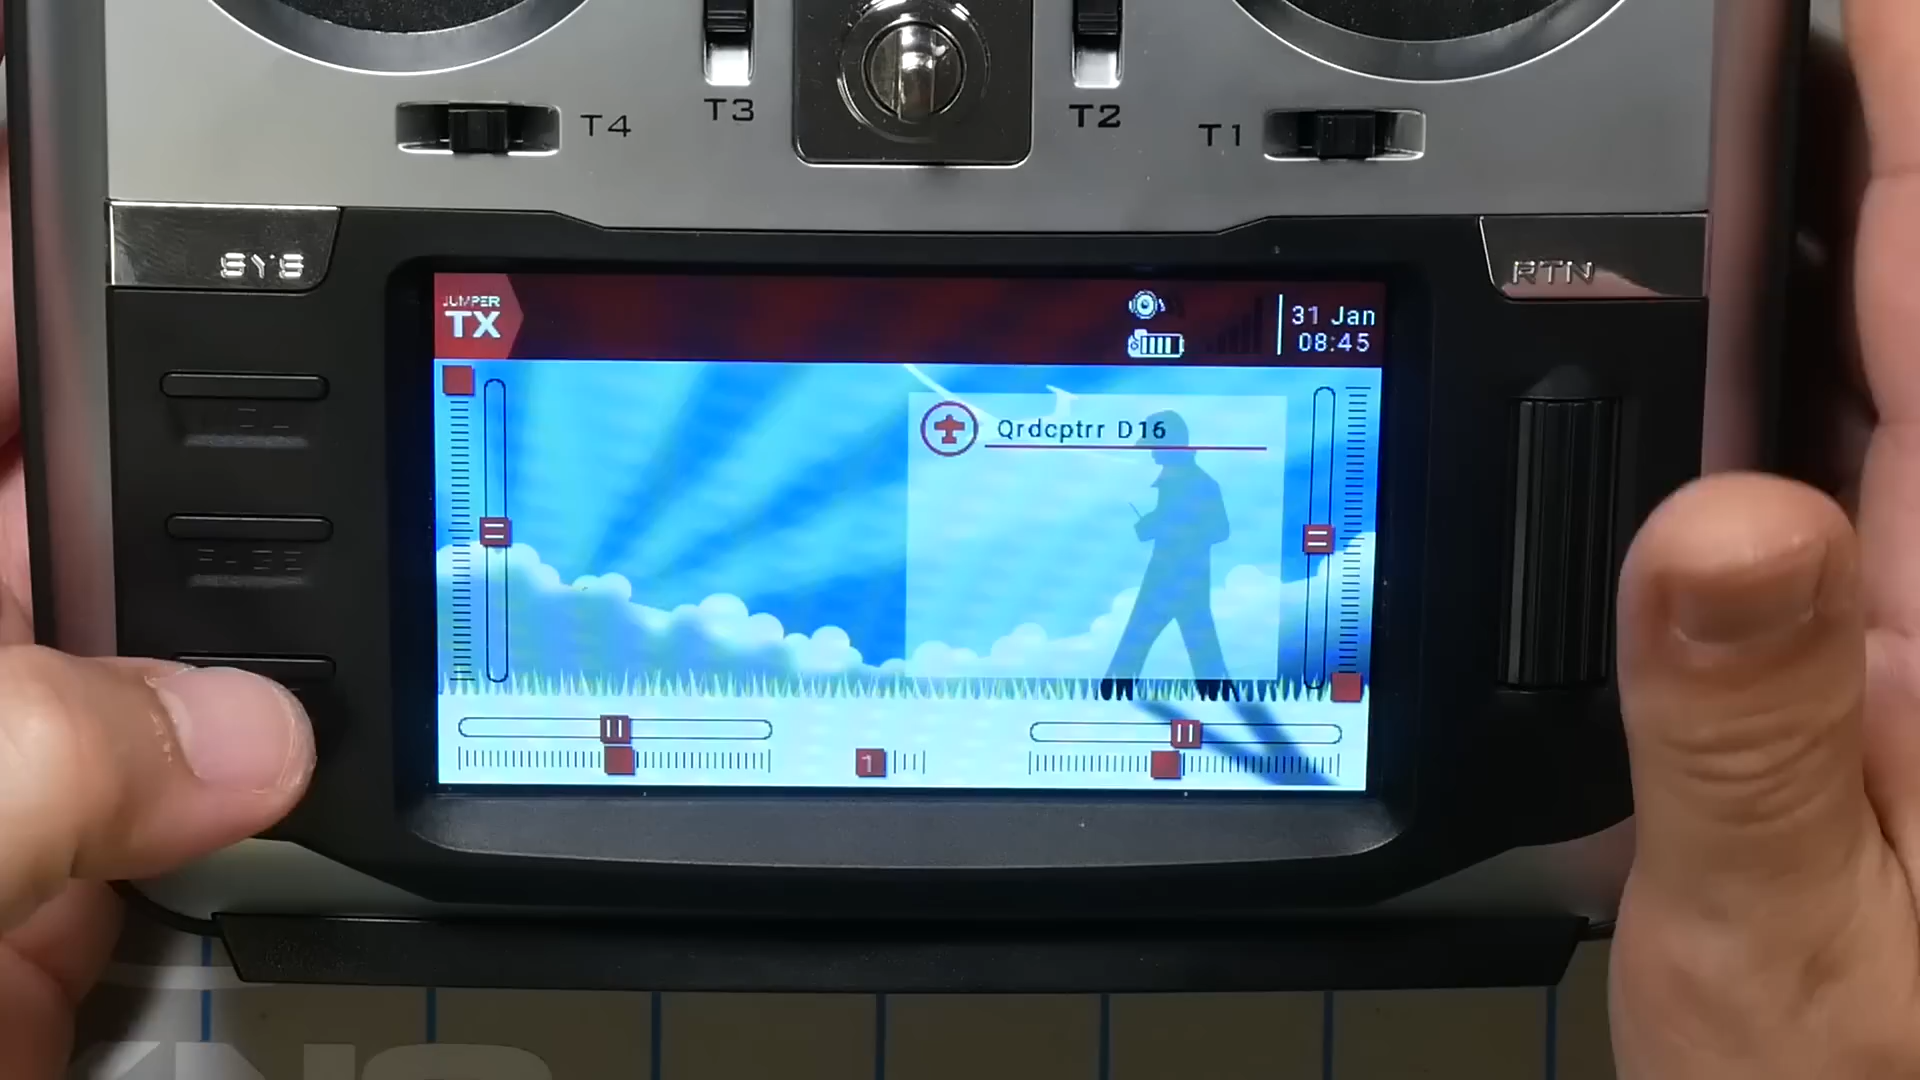 T4
T3
T2
T1
SYS
RTN
JUMPER
TX
31 Jan
08:45
Qrdcptrr D16
1